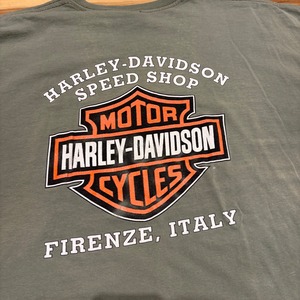 HARLEY-DAVIDSON
SPEED SHOP
MOTOR
HARLEY-DAVIDSON
CYCLES
FIRENZE, ITALY